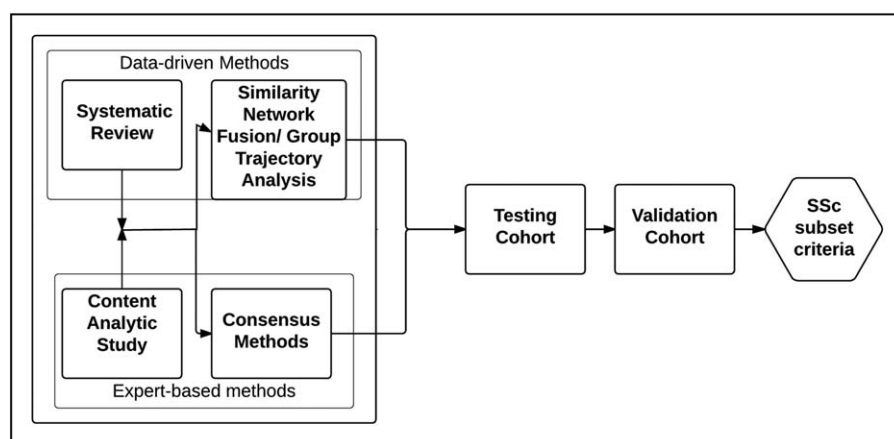 Data-driven Methods
Systematic
Review
Similarity
Network
Fusion/ Group
Trajectory
Analysis
Content
Analytic
Study
Consensus
Methods
Expert-based methods
Testing
Cohort
Validation
Cohort
SSc
subset
criteria